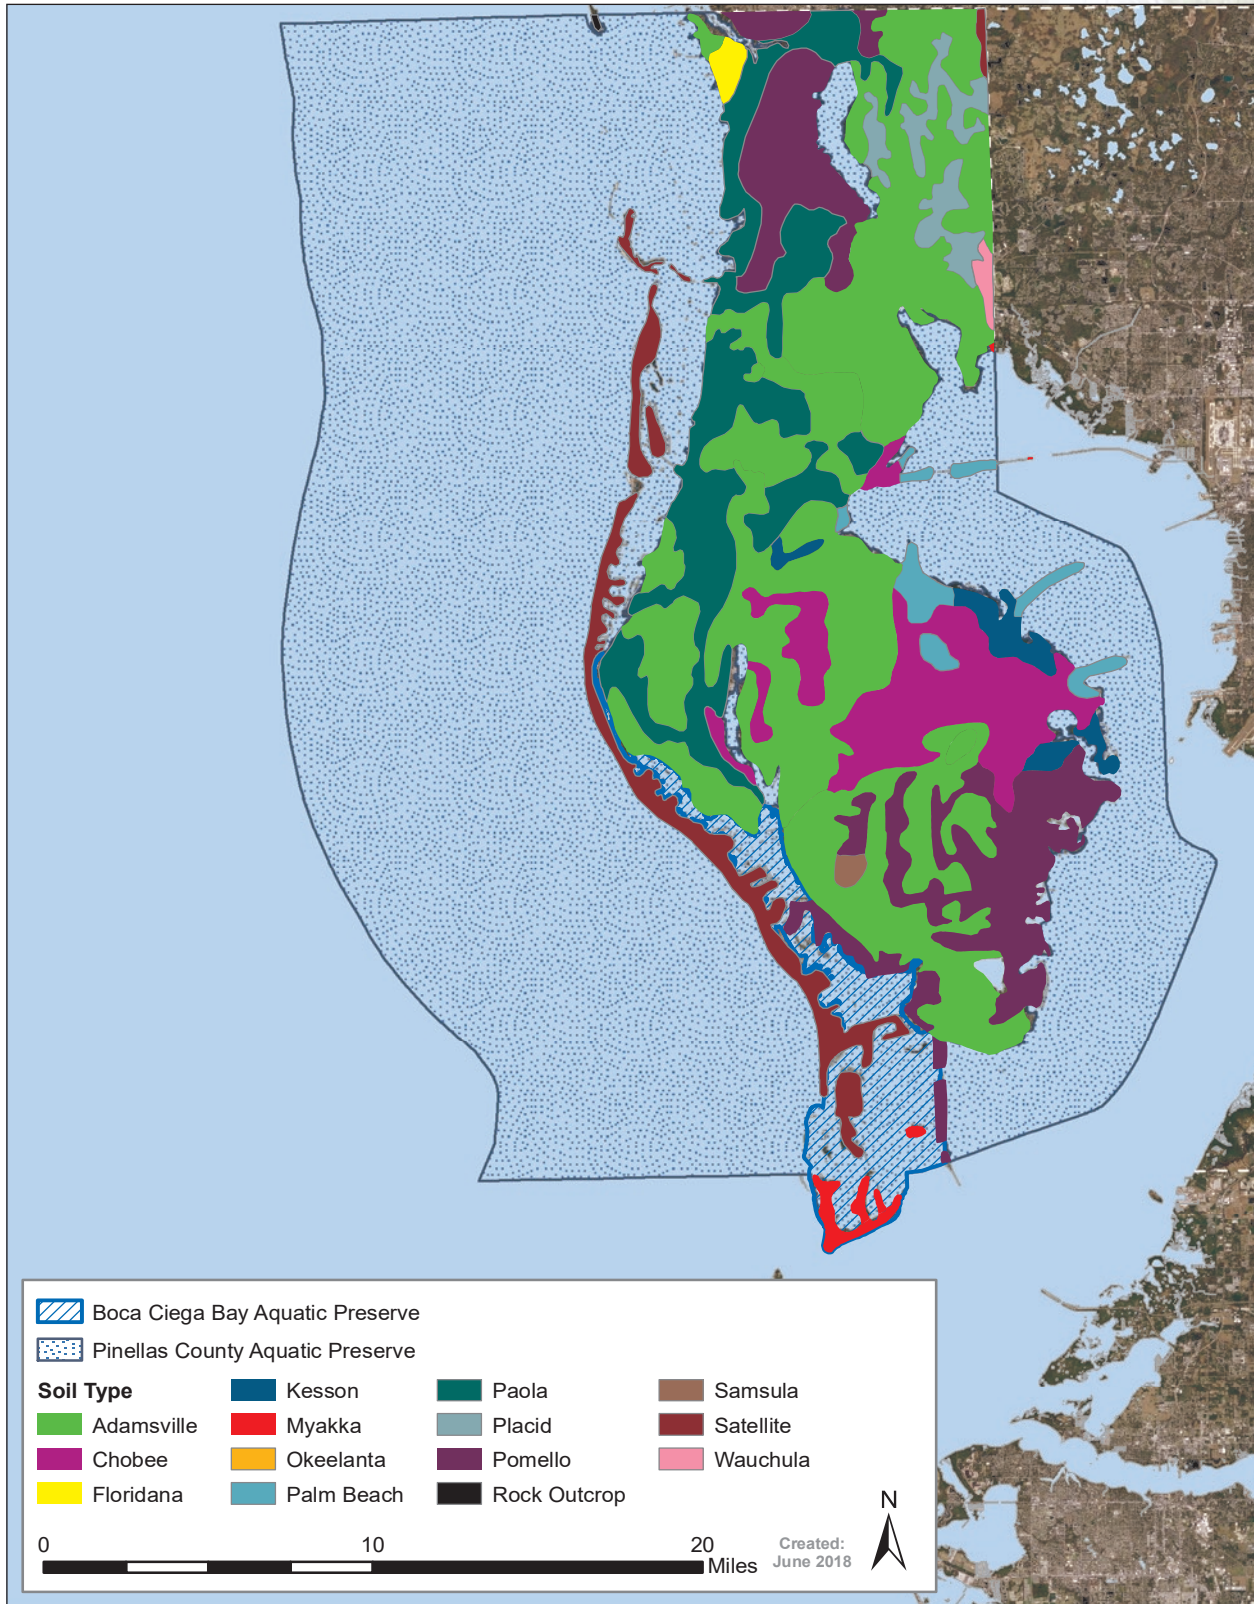 Boca Ciega Bay Aquatic Preserve
Pinellas County Aquatic Preserve
Soil Type
Adamsville
Chobee
Floridana
Kesson
Myakka
Okeelanta
Palm Beach
Paola
Placid
Pomello
Rock Outcrop
Samsula
Satellite
Wauchula
N
0 10 20 Miles
Created:
June 2018